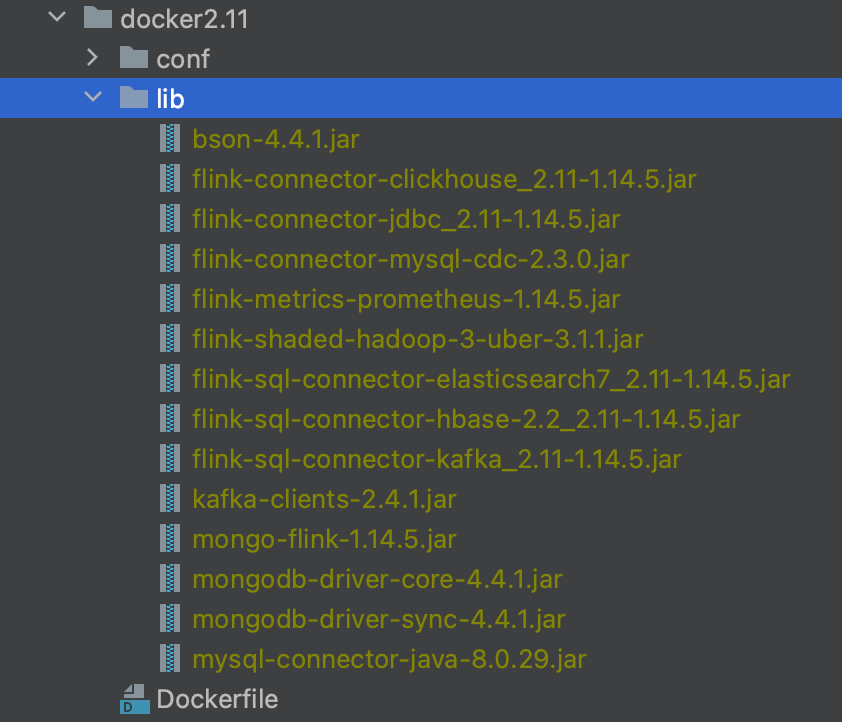 docker2.11
conf
lib
bson-4.4.1.jar
flink-connector-clickhouse_2.11-1.14.5.jar
flink-connector-jdbc_2.11-1.14.5.jar
flink-connector-mysql-cdc-2.3.0.jar
flink-metrics-prometheus-1.14.5.jar
flink-shaded-hadoop-3-uber-3.1.1.jar
flink-sql-connector-elasticsearch7_2.11-1.14.5.jar
flink-sql-connector-hbase-2.2_2.11-1.14.5.jar
flink-sql-connector-kafka_2.11-1.14.5.jar
kafka-clients-2.4.1.jar
mongo-flink-1.14.5.jar
mongodb-driver-core-4.4.1.jar
mongodb-driver-sync-4.4.1.jar
mysql-connector-java-8.0.29.jar
D Dockerfile